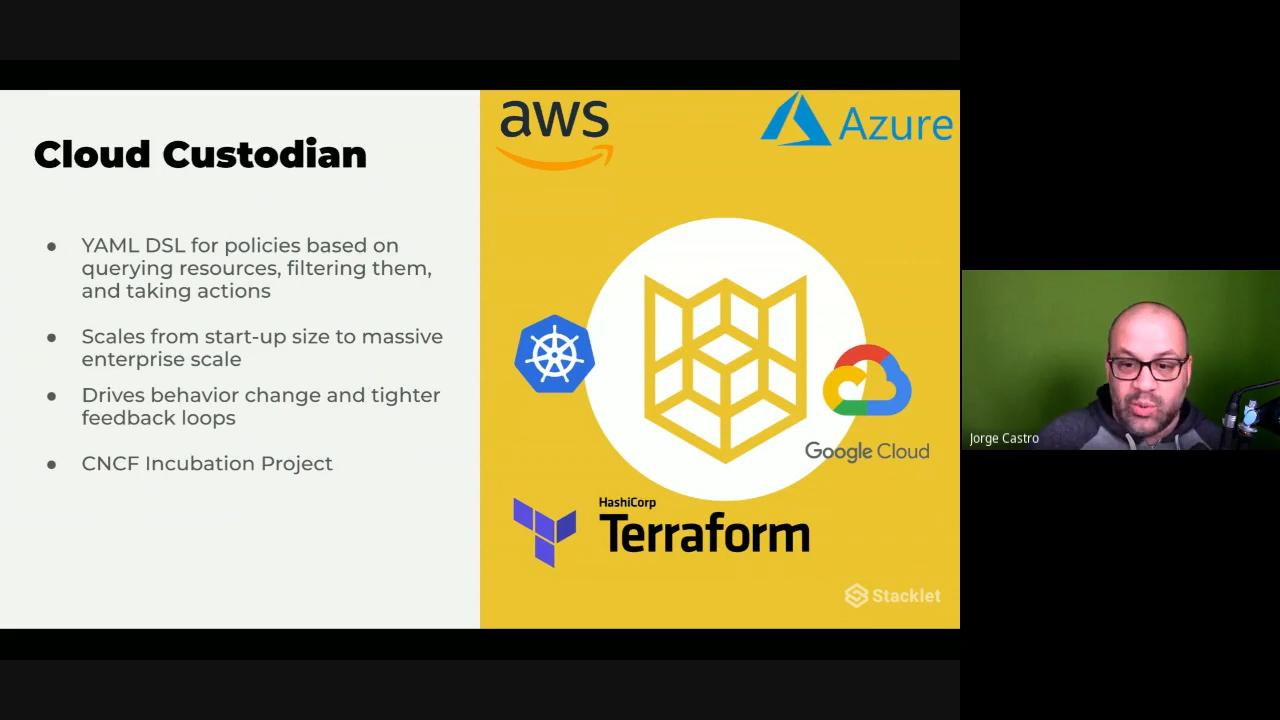 Cloud Custodian
● YAML DSL for policies based on
querying resources, filtering them,
and taking actions
● Scales from start-up size to massive
enterprise scale
● Drives behavior change and tighter
feedback loops
● CNCF Incubation Project
aws
Azure
Google Cloud
HashiCorp
Terraform
Stacklet
Jorge Castro